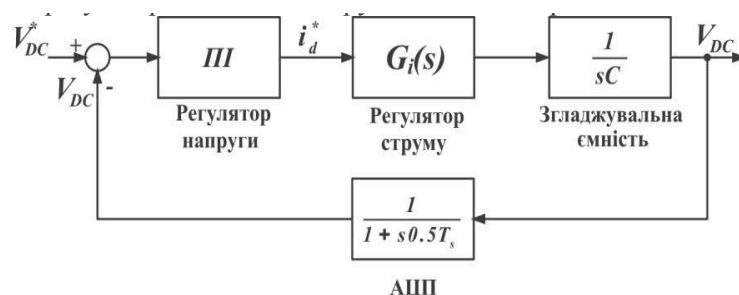 V*DC + ПІ i*d Gi(s) 1/sC VDC
VDC -
Регулятор напруги
Регулятор струму
Згладжувальна ємність
1/1 + s0.5Ts
АЦП